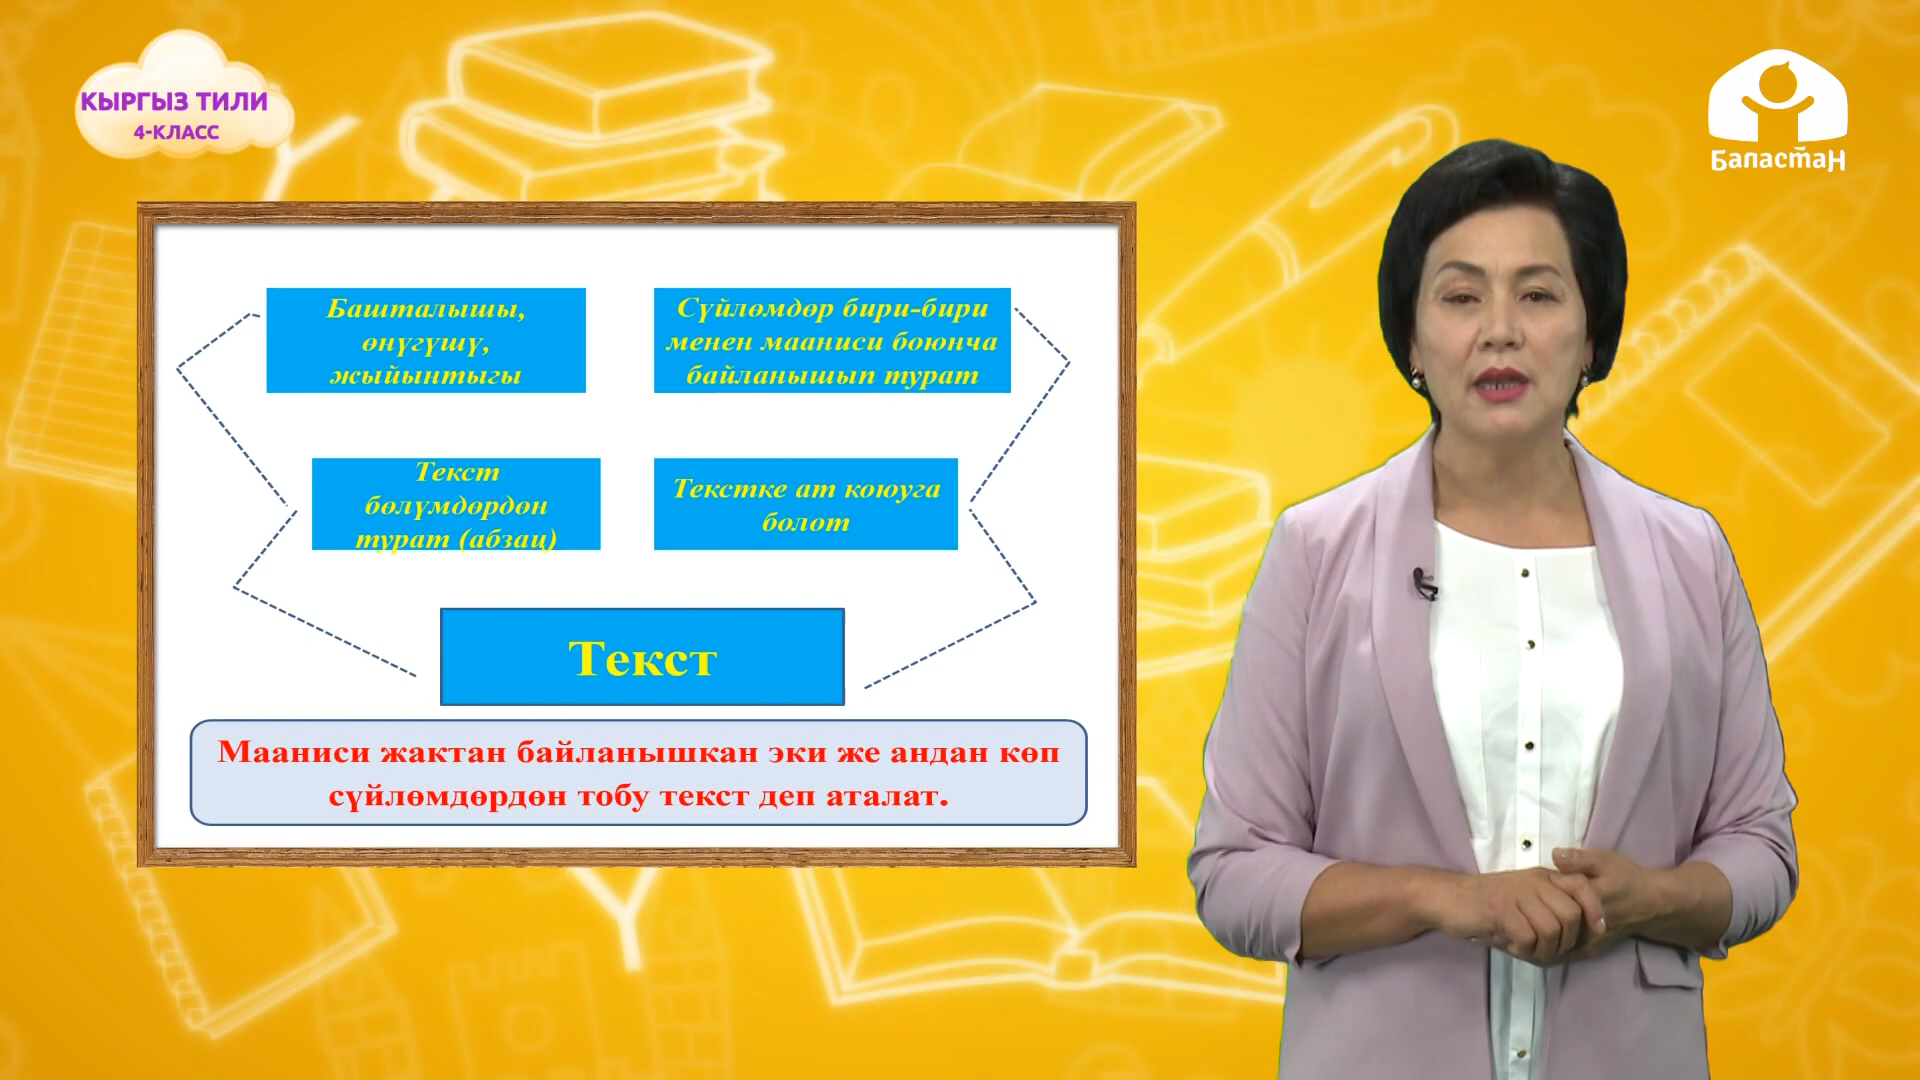 КЫРГЫЗ ТИЛИ
4-КЛАСС
Баластан
Башталышы,
өнүгүшү,
жыйынтыгы
Сүйлөмдөр бири-бири
менен мааниси боюнча
байланышып турат
Текст
бөлүмдөрдөн
турат (абзац)
Текстке ат коюуга
болот
Текст
Мааниси жактан байланышкан эки же андан көп
сүйлөмдөрдөн тобу текст деп аталат.